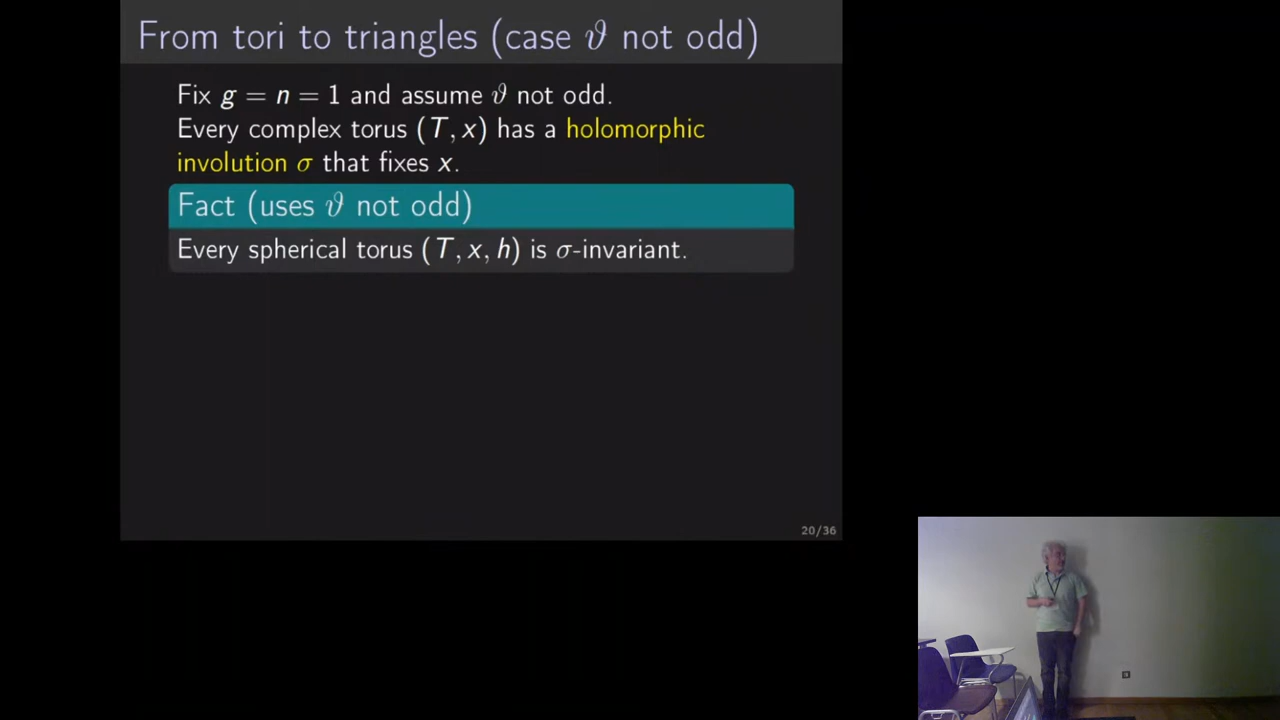 From tori to triangles (case ϑ not odd)
Fix g = n = 1 and assume ϑ not odd.
Every complex torus (T, x) has a holomorphic
involution σ that fixes x.
Fact (uses ϑ not odd)
Every spherical torus (T, x, h) is σ-invariant.
20/36